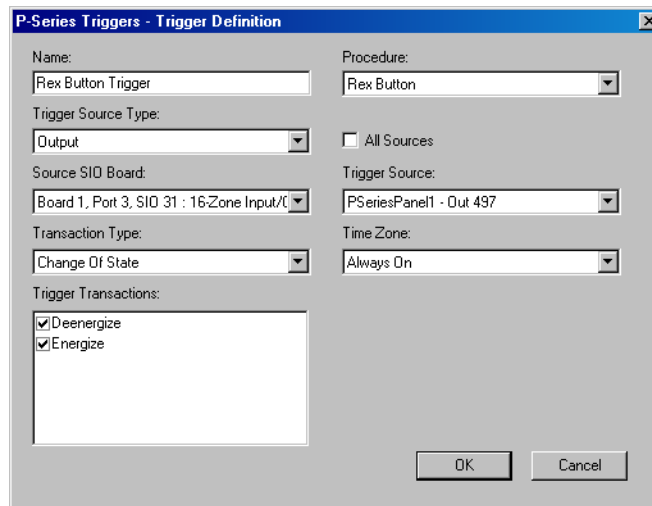 P-Series Triggers - Trigger Definition
Name:
Procedure:
Rex Button Trigger
Rex Button
Trigger Source Type:
Output
All Sources
Source SIO Board:
Trigger Source:
Board 1, Port 3, SIO 31 : 16-Zone Input/
PSeriesPanel1 - Out 497
Transaction Type:
Time Zone:
Change Of State
Always On
Trigger Transactions:
Deenergize
Energize
OK
Cancel